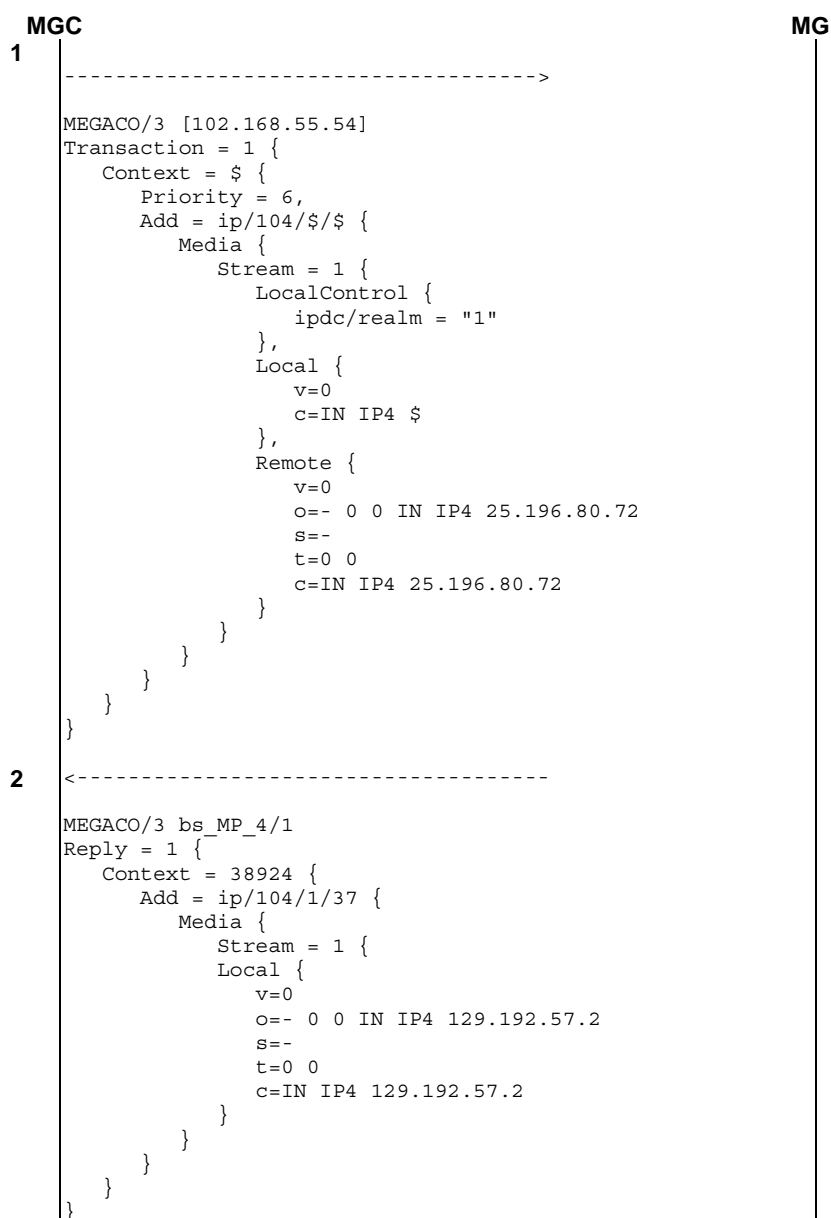 MGC MG
1
------------------------------------->
MEGACO/3 [102.168.55.54]
Transaction = 1 {
   Context = $ {
      Priority = 6,
      Add = ip/104/$/$ {
         Media {
            Stream = 1 {
               LocalControl {
                  ipdc/realm = "1"
               },
               Local {
                  v=0
                  c=IN IP4 $
               },
               Remote {
                  v=0
                  o=- 0 0 IN IP4 25.196.80.72
                  s=-
                  t=0 0
                  c=IN IP4 25.196.80.72
               }
            }
         }
      }
   }
}
2 <-------------------------------------
MEGACO/3 bs_MP_4/1
Reply = 1 {
   Context = 38924 {
      Add = ip/104/1/37 {
         Media {
            Stream = 1 {
            Local {
               v=0
               o=- 0 0 IN IP4 129.192.57.2
               s=-
               t=0 0
               c=IN IP4 129.192.57.2
            }
         }
      }
   }
}